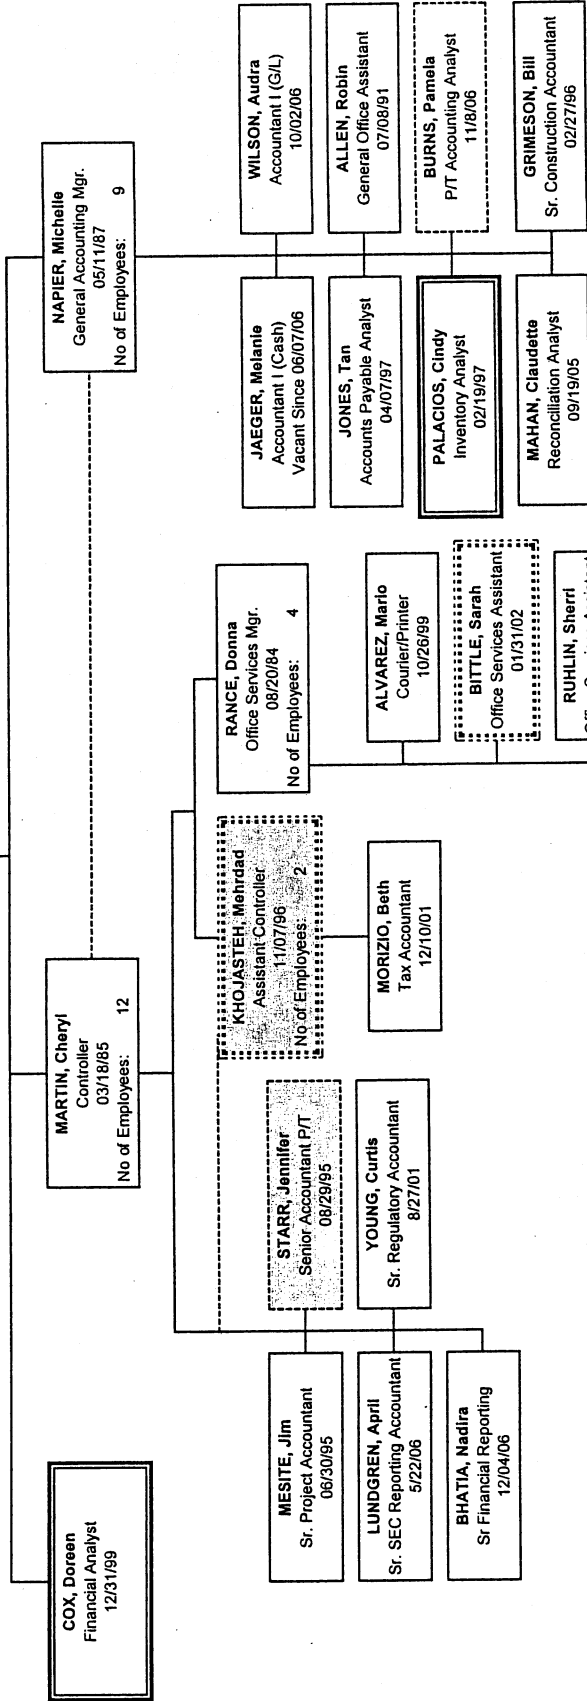 COX, Doreen
Financial Analyst
12/31/99
MARTIN, Cheryl
Controller
03/18/85
No of Employees: 12
NAPIER, Michelle
General Accounting Mgr.
05/11/87
No of Employees: 9
KHOJASTEH, Mehrdad
Assistant Controller
11/07/96
No of Employees: 2
RANCE, Donna
Office Services Mgr.
08/20/84
No of Employees: 4
MESITE, Jim
Sr. Project Accountant
06/30/95
STARR, Jennifer
Senior Accountant P/T
08/29/95
LUNDGREN, April
Sr. SEC Reporting Accountant
5/22/06
YOUNG, Curtis
Sr. Regulatory Accountant
8/27/01
BHATIA, Nadira
Sr Financial Reporting
12/04/06
MORIZIO, Beth
Tax Accountant
12/10/01
ALVAREZ, Mario
Courier/Printer
10/26/99
BITTLE, Sarah
Office Services Assistant
01/31/02
RUHLIN, Sherri
JAEGER, Melanie
Accountant I (Cash)
Vacant Since 06/07/06
WILSON, Audra
Accountant I (G/L)
10/02/06
JONES, Tan
Accounts Payable Analyst
04/07/97
ALLEN, Robin
General Office Assistant
07/08/91
PALACIOS, Cindy
Inventory Analyst
02/19/97
BURNS, Pamela
P/T Accounting Analyst
11/8/06
MAHAN, Claudette
Reconciliation Analyst
09/19/05
GRIMESON, Bill
Sr. Construction Accountant
02/27/96